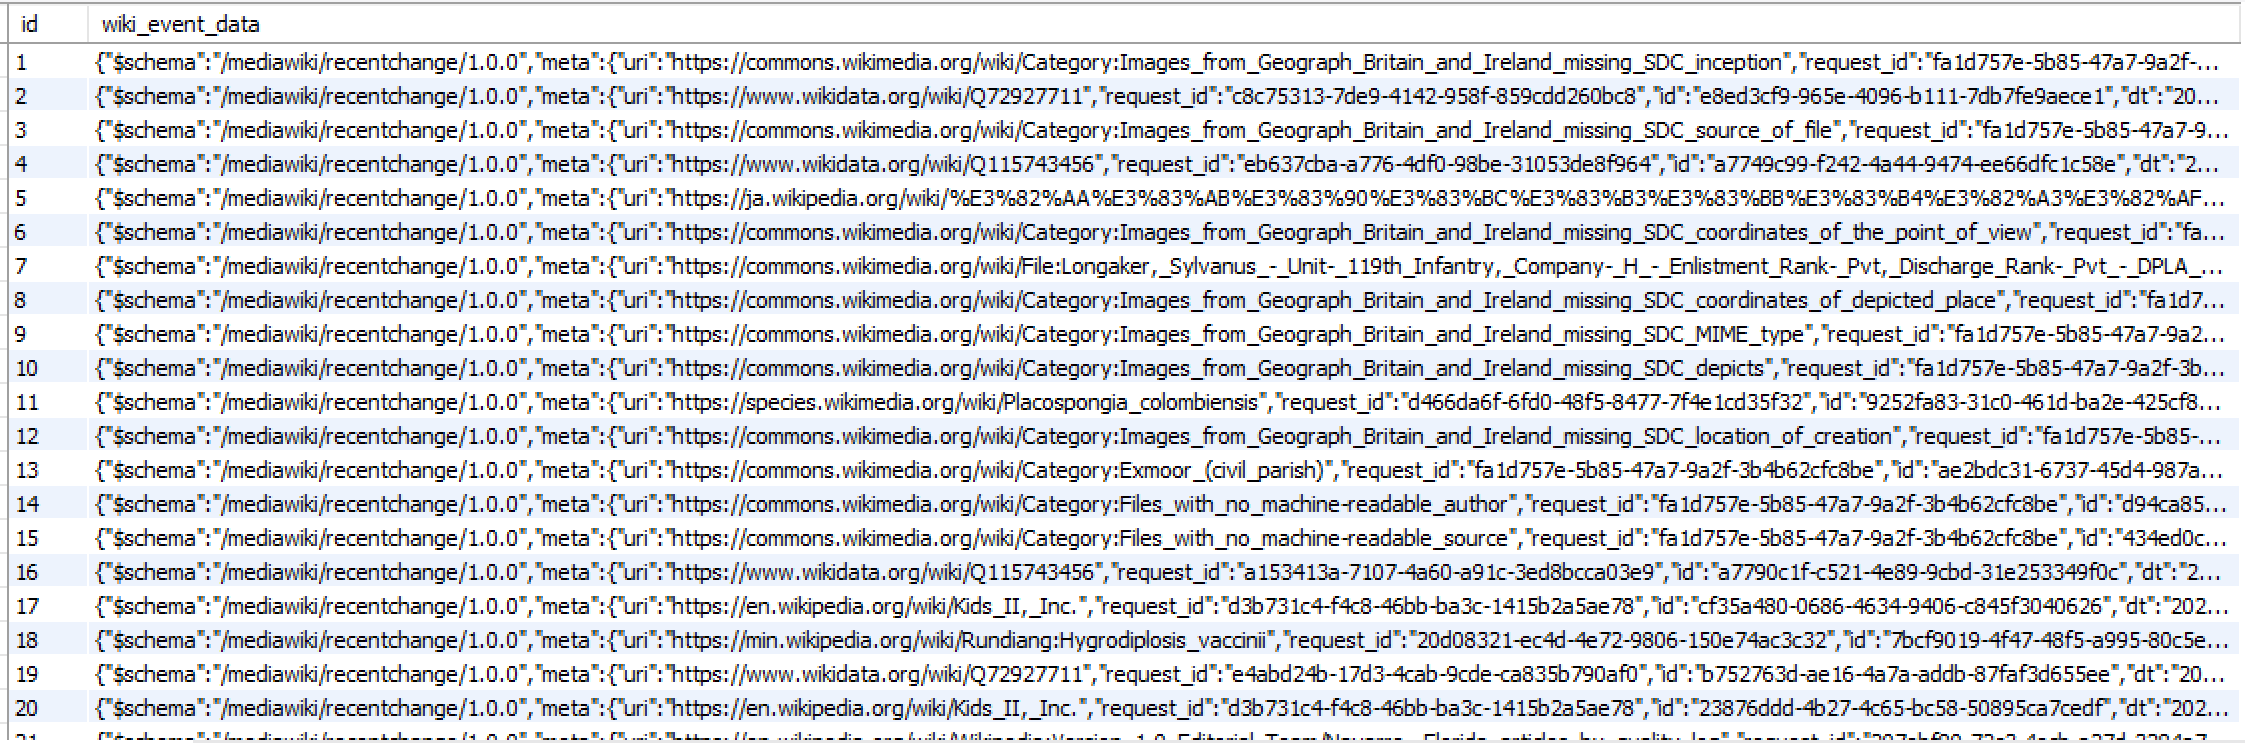 id wiki_event_data
1 {"$schema":"/mediawiki/recentchange/1.0.0","meta":{"uri":"https://commons.wikimedia.org/wiki/Category:Images_from_Geograph_Britain_and_Ireland_missing_SDC_inception","request_id":"fa1d757e-5b85-47a7-9a2f-...
2 {"$schema":"/mediawiki/recentchange/1.0.0","meta":{"uri":"https://www.wikidata.org/wiki/Q72927711","request_id":"c8c75313-7de9-4142-958f-859cdd260bc8","id":"e8ed3cf9-965e-4096-b111-7db7fe9aece1","dt":"20...
3 {"$schema":"/mediawiki/recentchange/1.0.0","meta":{"uri":"https://commons.wikimedia.org/wiki/Category:Images_from_Geograph_Britain_and_Ireland_missing_SDC_source_of_file","request_id":"fa1d757e-5b85-47a7-9...
4 {"$schema":"/mediawiki/recentchange/1.0.0","meta":{"uri":"https://www.wikidata.org/wiki/Q115743456","request_id":"eb637cba-a776-4df0-98be-31053de8f964","id":"a7749c99-f242-4a44-9474-ee66dfc1c58e","dt":"2...
5 {"$schema":"/mediawiki/recentchange/1.0.0","meta":{"uri":"https://ja.wikipedia.org/wiki/%E3%82%AA%E3%83%AB%E3%83%90%E3%83%BC%E3%83%B3%E3%83%BB%E3%83%B4%E3%82%A3%E3%82%AF...
6 {"$schema":"/mediawiki/recentchange/1.0.0","meta":{"uri":"https://commons.wikimedia.org/wiki/Category:Images_from_Geograph_Britain_and_Ireland_missing_SDC_coordinates_of_the_point_of_view","request_id":"fa...
7 {"$schema":"/mediawiki/recentchange/1.0.0","meta":{"uri":"https://commons.wikimedia.org/wiki/File:Longaker,_Sylvanus_-_Unit-_119th_Infantry,_Company-_H_-_Enlistment_Rank-_Pvt,_Discharge_Rank-_Pvt_-_DPLA_...
8 {"$schema":"/mediawiki/recentchange/1.0.0","meta":{"uri":"https://commons.wikimedia.org/wiki/Category:Images_from_Geograph_Britain_and_Ireland_missing_SDC_coordinates_of_depicted_place","request_id":"fa1d7...
9 {"$schema":"/mediawiki/recentchange/1.0.0","meta":{"uri":"https://commons.wikimedia.org/wiki/Category:Images_from_Geograph_Britain_and_Ireland_missing_SDC_MIME_type","request_id":"fa1d757e-5b85-47a7-9a2...
10 {"$schema":"/mediawiki/recentchange/1.0.0","meta":{"uri":"https://commons.wikimedia.org/wiki/Category:Images_from_Geograph_Britain_and_Ireland_missing_SDC_depicts","request_id":"fa1d757e-5b85-47a7-9a2f-3b...
11 {"$schema":"/mediawiki/recentchange/1.0.0","meta":{"uri":"https://species.wikimedia.org/wiki/Placospongia_colombiensis","request_id":"d466da6f-6fd0-48f5-8477-7f4e1cd35f32","id":"9252fa83-31c0-461d-ba2e-425cf8...
12 {"$schema":"/mediawiki/recentchange/1.0.0","meta":{"uri":"https://commons.wikimedia.org/wiki/Category:Images_from_Geograph_Britain_and_Ireland_missing_SDC_location_of_creation","request_id":"fa1d757e-5b85-...
13 {"$schema":"/mediawiki/recentchange/1.0.0","meta":{"uri":"https://commons.wikimedia.org/wiki/Category:Exmoor_(civil_parish)","request_id":"fa1d757e-5b85-47a7-9a2f-3b4b62cfc8be","id":"ae2bdc31-6737-45d4-987a...
14 {"$schema":"/mediawiki/recentchange/1.0.0","meta":{"uri":"https://commons.wikimedia.org/wiki/Category:Files_with_no_machine-readable_author","request_id":"fa1d757e-5b85-47a7-9a2f-3b4b62cfc8be","id":"d94ca85...
15 {"$schema":"/mediawiki/recentchange/1.0.0","meta":{"uri":"https://commons.wikimedia.org/wiki/Category:Files_with_no_machine-readable_source","request_id":"fa1d757e-5b85-47a7-9a2f-3b4b62cfc8be","id":"434ed0c...
16 {"$schema":"/mediawiki/recentchange/1.0.0","meta":{"uri":"https://www.wikidata.org/wiki/Q115743456","request_id":"a153413a-7107-4a60-a91c-3ed8bcca03e9","id":"a7790c1f-c521-4e89-9cbd-31e253349f0c","dt":"2...
17 {"$schema":"/mediawiki/recentchange/1.0.0","meta":{"uri":"https://en.wikipedia.org/wiki/Kids_II,_Inc.","request_id":"d3b731c4-f4c8-46bb-ba3c-1415b2a5ae78","id":"cf35a480-0686-4634-9406-c845f3040626","dt":"202...
18 {"$schema":"/mediawiki/recentchange/1.0.0","meta":{"uri":"https://min.wikipedia.org/wiki/Rundiang:Hygrodiplosis_vaccinii","request_id":"20d08321-ec4d-4e72-9806-150e74ac3c32","id":"7bcf9019-4f47-48f5-a995-80c5e...
19 {"$schema":"/mediawiki/recentchange/1.0.0","meta":{"uri":"https://www.wikidata.org/wiki/Q72927711","request_id":"e4abd24b-17d3-4cab-9cde-ca835b790af0","id":"b752763d-ae16-4a7a-addb-87faf3d655ee","dt":"20...
20 {"$schema":"/mediawiki/recentchange/1.0.0","meta":{"uri":"https://en.wikipedia.org/wiki/Kids_II,_Inc.","request_id":"d3b731c4-f4c8-46bb-ba3c-1415b2a5ae78","id":"23876ddd-4b27-4c65-bc58-50895ca7cedf","dt":"202...